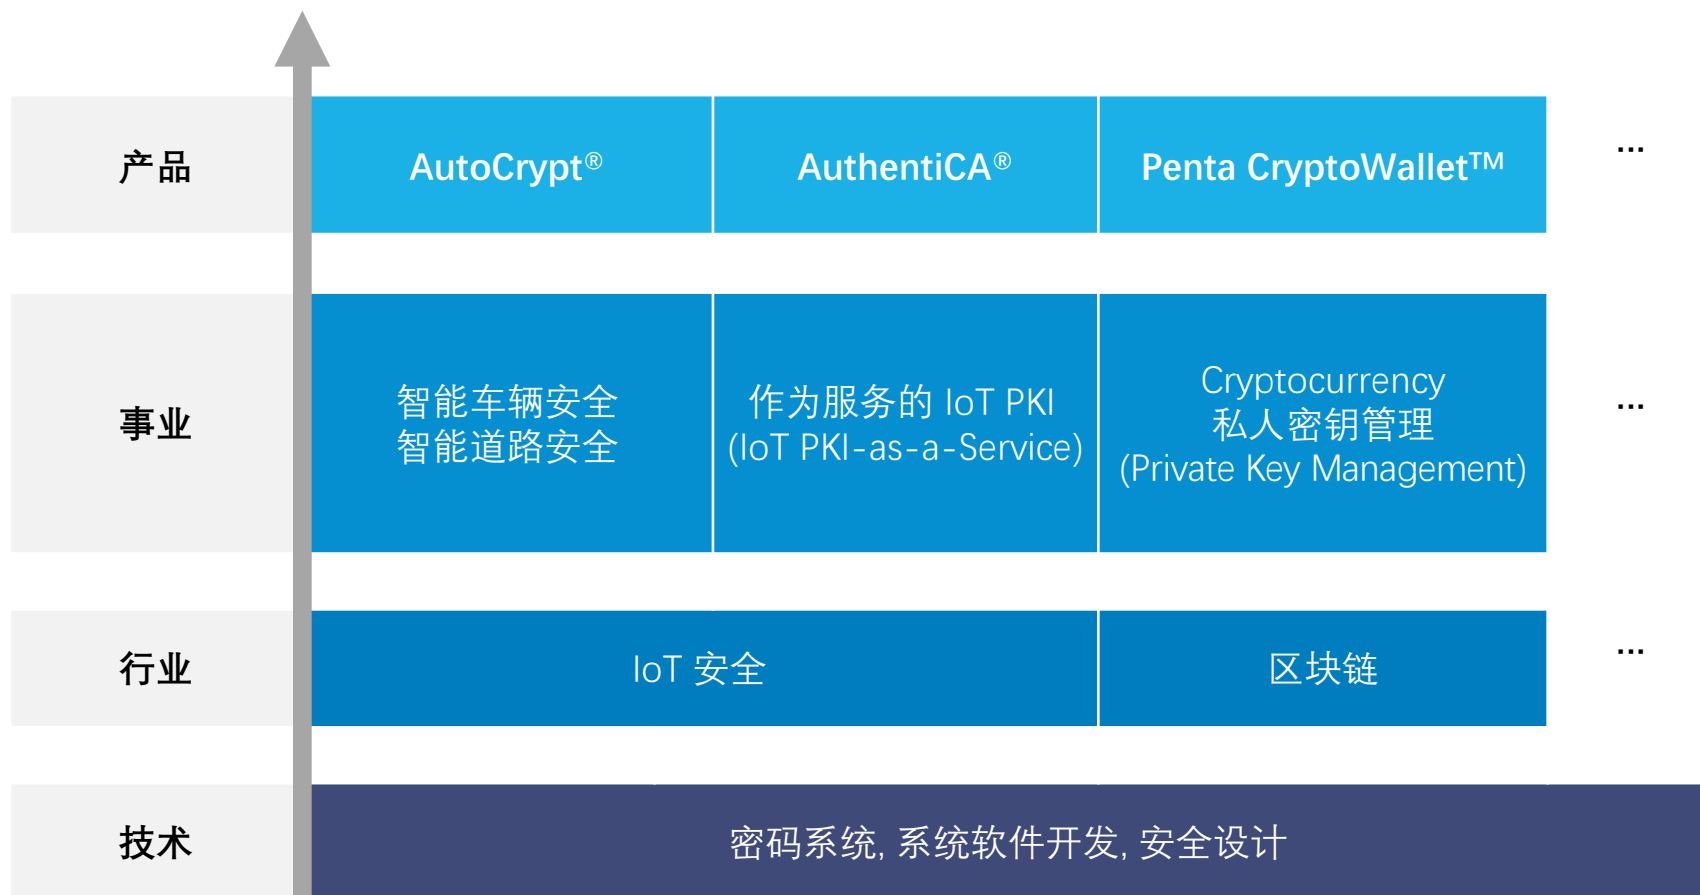 产品
AutoCrypt®
AuthentiCA®
Penta CryptoWallet™
...
事业
智能车辆安全
智能道路安全
作为服务的 IoT PKI
(IoT PKI-as-a-Service)
Cryptocurrency
私人密钥管理
(Private Key Management)
...
行业
IoT 安全
区块链
...
技术
密码系统, 系统软件开发, 安全设计